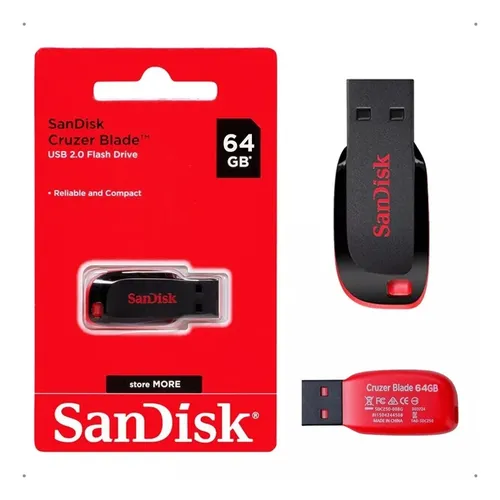 SanDisk
Cruzer Blade™
USB 2.0 Flash Drive
64
GB*
• Reliable and Compact
SanDisk
store MORE
SanDisk®
SanDisk
Cruzer Blade 64GB
MADE IN CHINA